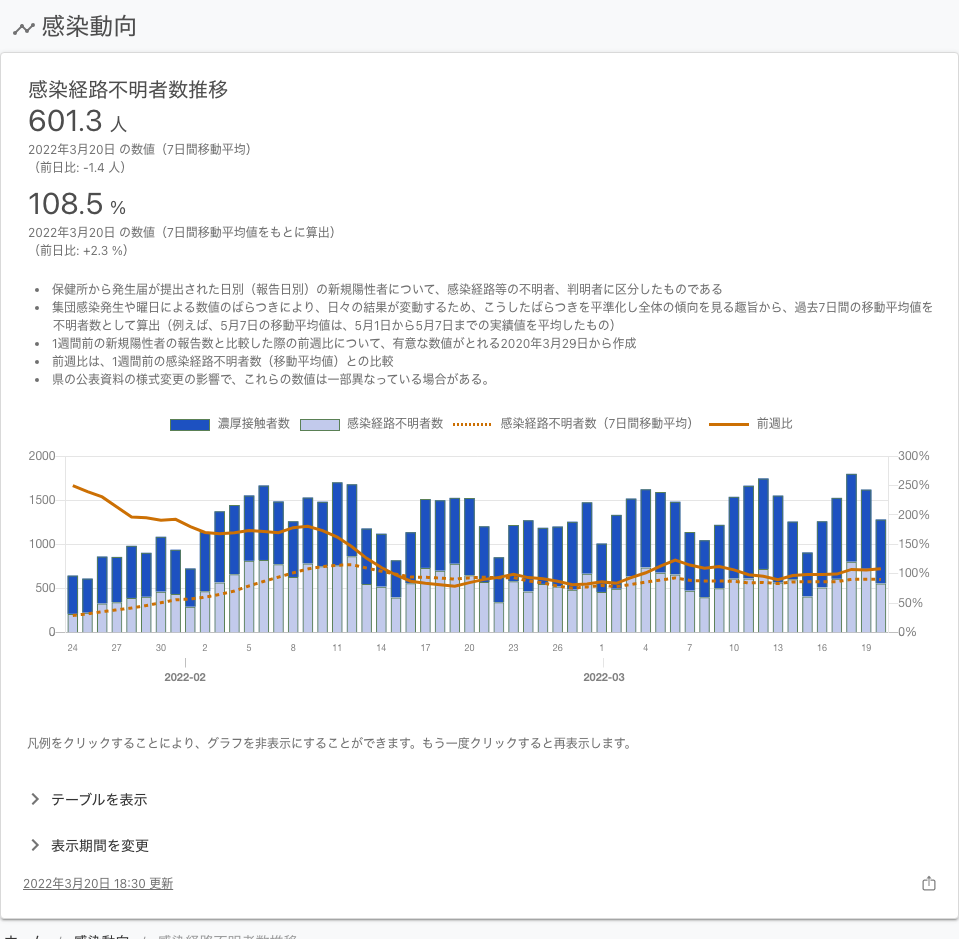 感染動向
感染経路不明者数推移
601.3 人
2022年3月20日 の数値（7日間移動平均）
（前日比: -1.4 人）
108.5 %
2022年3月20日 の数値（7日間移動平均値をもとに算出）
（前日比: +2.3 %）
• 保健所から発生届が提出された日別（報告日別）の新規陽性者について、感染経路等の不明者、判明者に区分したものである
• 集団感染発生や曜日による数値のばらつきにより、日々の結果が変動するため、こうしたばらつきを平準化し全体の傾向を見る趣旨から、過去7日間の移動平均値を
不明者数として算出（例えば、5月7日の移動平均値は、5月1日から5月7日までの実績値を平均したもの）
• 1週間前の新規陽性者の報告数と比較した際の前週比について、有意な数値がとれる2020年3月29日から作成
• 前週比は、1週間前の感染経路不明者数（移動平均値）との比較
• 県の公表資料の様式変更の影響で、これらの数値は一部異なっている場合がある。
濃厚接触者数 感染経路不明者数 感染経路不明者数（7日間移動平均） 前週比
2000 300%
250%
1500 200%
1000 150%
100%
500 50%
0 0%
24 27 30 2 5 8 11 14 17 20 23 26 1 4 7 10 13 16 19
2022-02 2022-03
凡例をクリックすることにより、グラフを非表示にすることができます。もう一度クリックすると再表示します。
テーブルを表示
表示期間を変更
2022年3月20日 18:30 更新